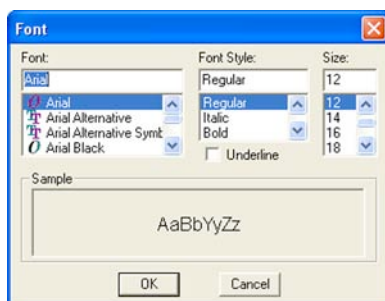 Font
Font: Font Style: Size:
Arial Regular 12
Arial Regular 12
Arial Alternative Italic 14
Arial Alternative Symb Bold 16
Arial Black 18
Underline
Sample
AaBbYyZz
OK Cancel